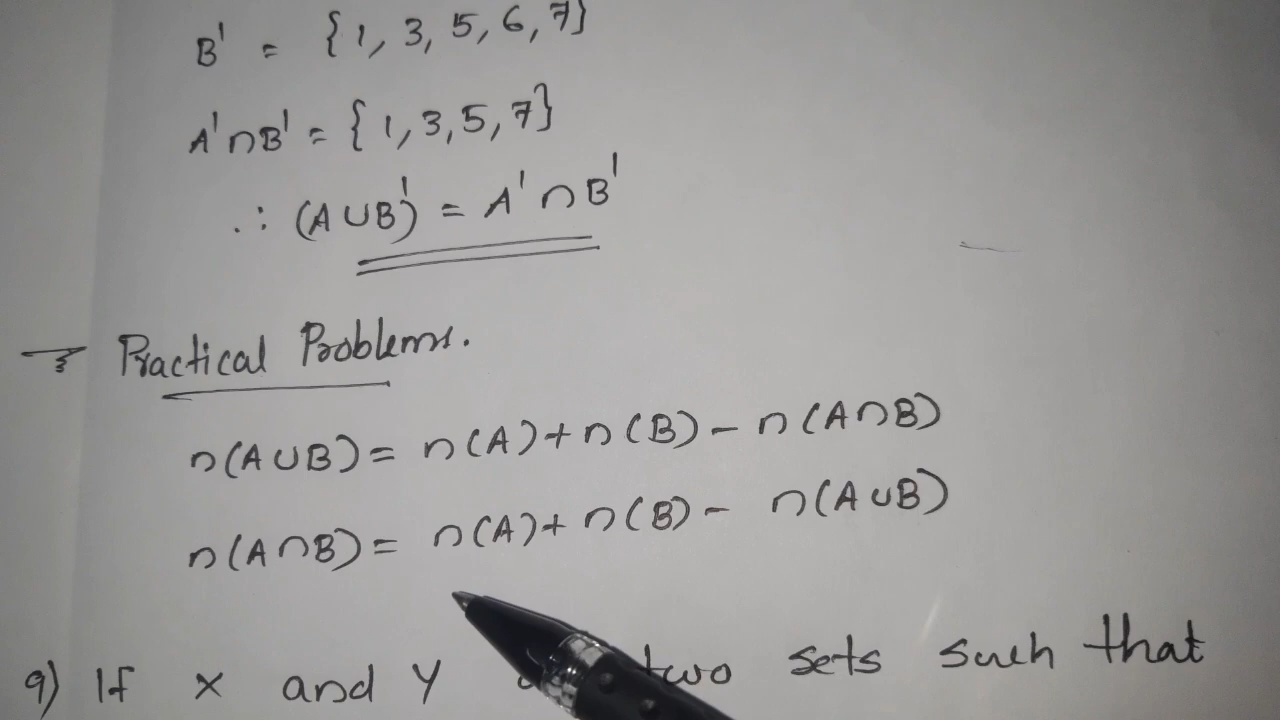 B' = {1, 3, 5, 6, 7}
A'∩B' = {1,3,5,7}
∴ (A∪B)' = A'∩B'
→ Practical Problems.
n(A∪B) = n(A)+n(B)-n(A∩B)
n(A∩B) = n(A)+n(B)- n(A∪B)
9) If X and Y two sets such that